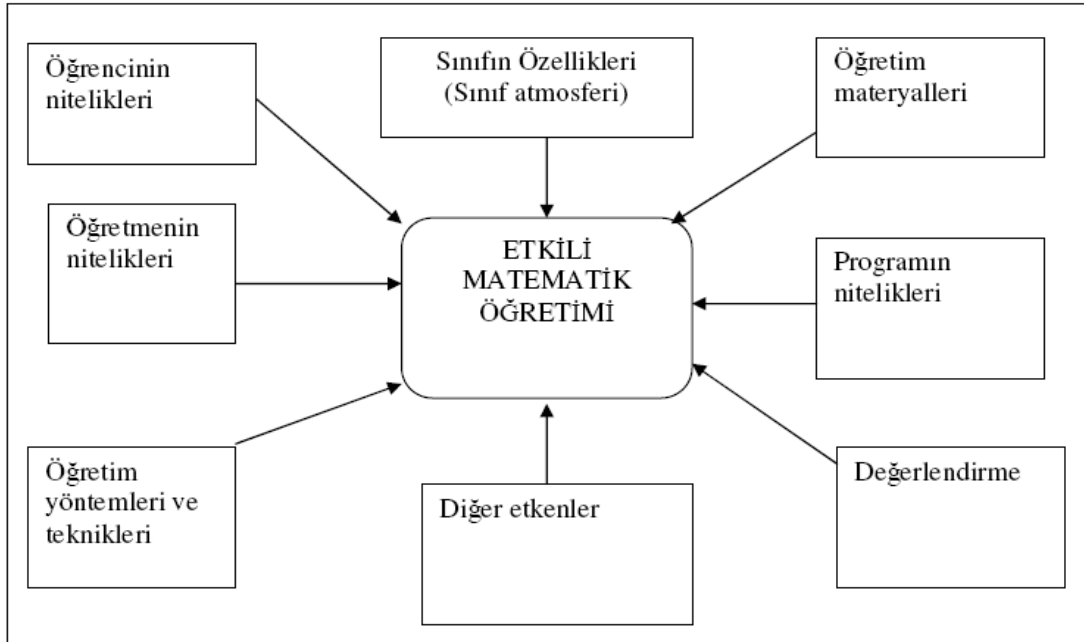 Öğrencinin
nitelikleri
Sınıfın Özellikleri
(Sınıf atmosferi)
Öğretim
materyalleri
Öğretmenin
nitelikleri
ETKİLİ
MATEMATİK
ÖĞRETİMİ
Programın
nitelikleri
Öğretim
yöntemleri ve
teknikleri
Diğer etkenler
Değerlendirme